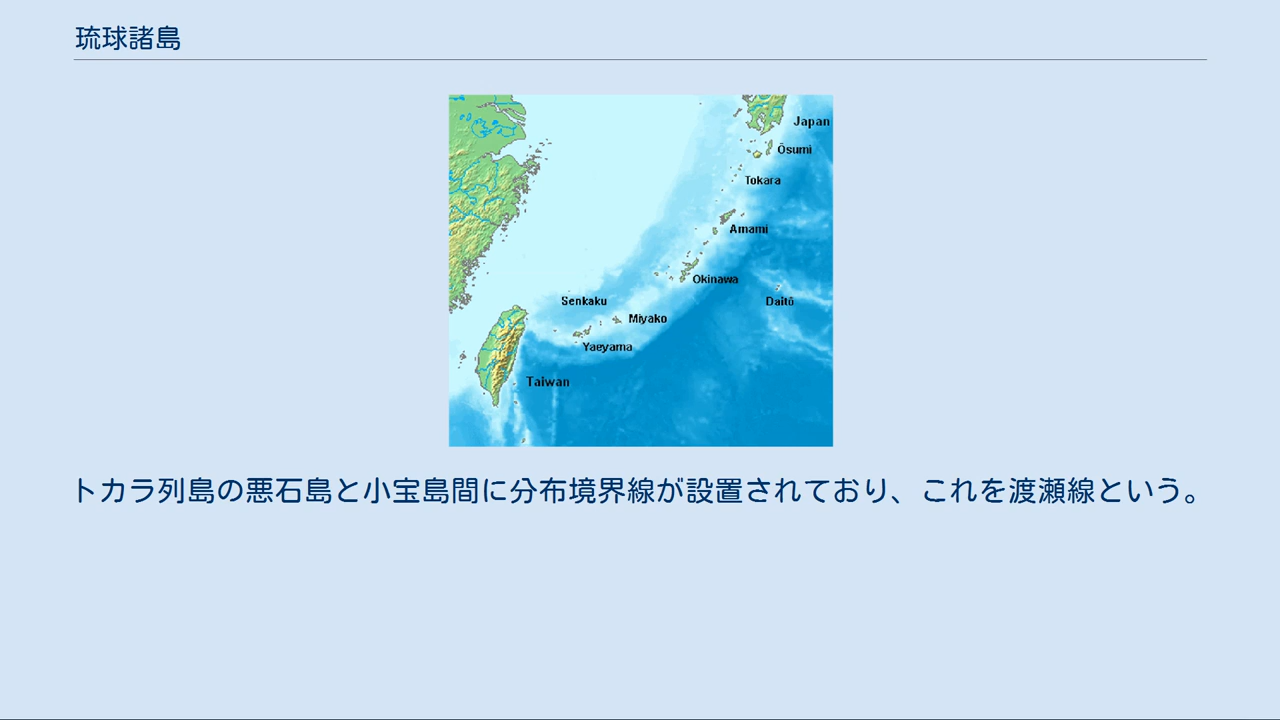 琉球諸島
Japan
Ōsumi
Tokara
Amami
Okinawa
Senkaku
Daitō
Miyako
Yaeyama
Taiwan
トカラ列島の悪石島と小宝島間に分布境界線が設置されており、これを渡瀬線という。